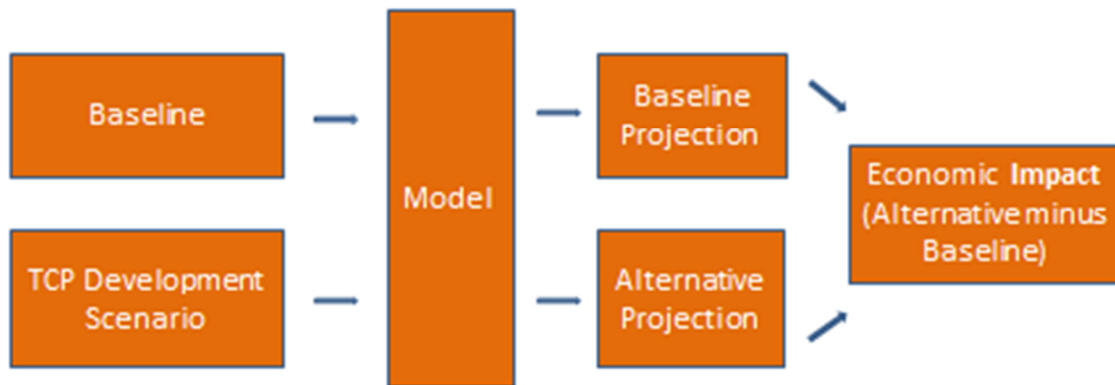 Baseline
TCP Development
Scenario
Model
Baseline
Projection
Alternative
Projection
Economic Impact
(Alternative minus
Baseline)